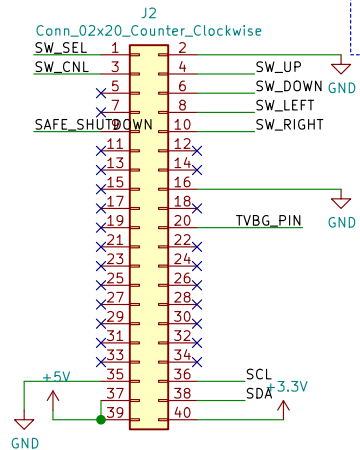 J2
Conn_02x20_Counter_Clockwise
SW_SEL 1 2
GND
SW_CNL 3 4 SW_UP
5 6 SW_DOWN
7 8 SW_LEFT
SAFE_SHUTDOWN 9 10 SW_RIGHT
11 12
13 14
15 16
GND
17 18
19 20 TVBG_PIN
21 22
23 24
25 26
27 28
29 30
31 32
33 34
35 36 SCL
+5V 37 38 SDA +3.3V
39 40
GND